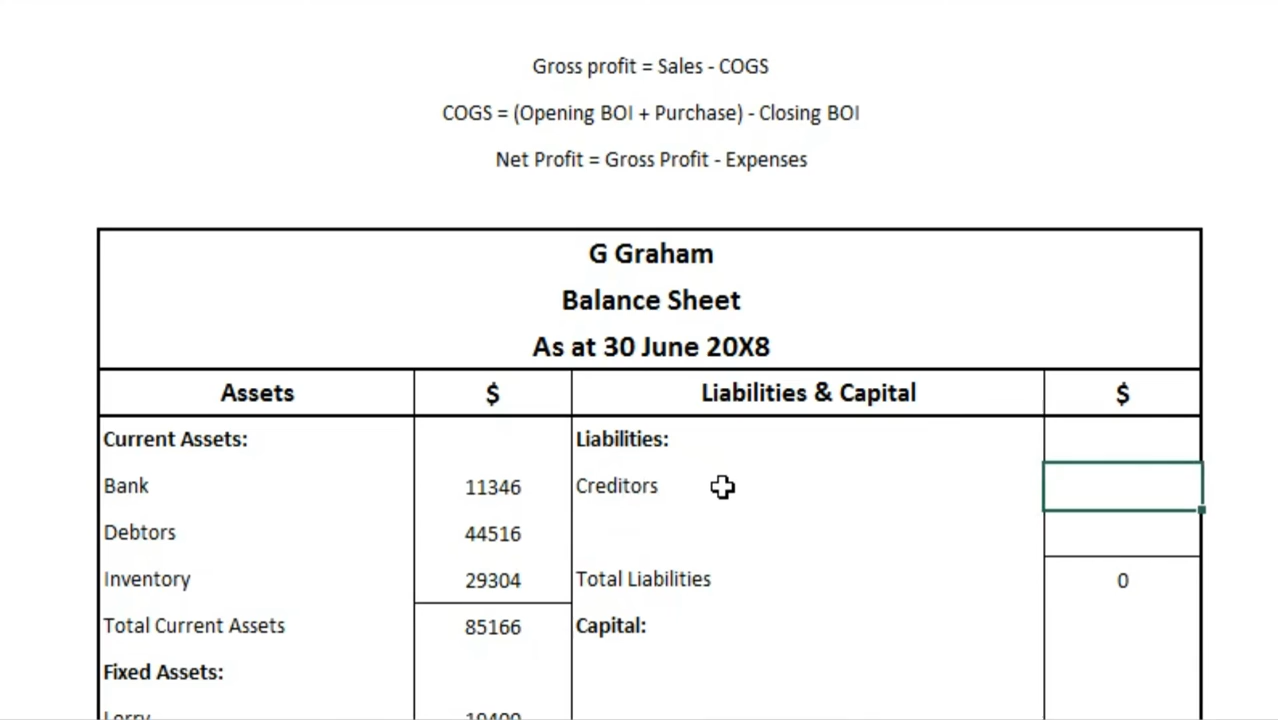 Gross profit = Sales - COGS
COGS = (Opening BOI + Purchase) - Closing BOI
Net Profit = Gross Profit - Expenses
G Graham
Balance Sheet
As at 30 June 20X8
Assets $ Liabilities & Capital $
Current Assets: Liabilities:
Bank 11346 Creditors
Debtors 44516
Inventory 29304 Total Liabilities 0
Total Current Assets 85166 Capital:
Fixed Assets:
Lorry